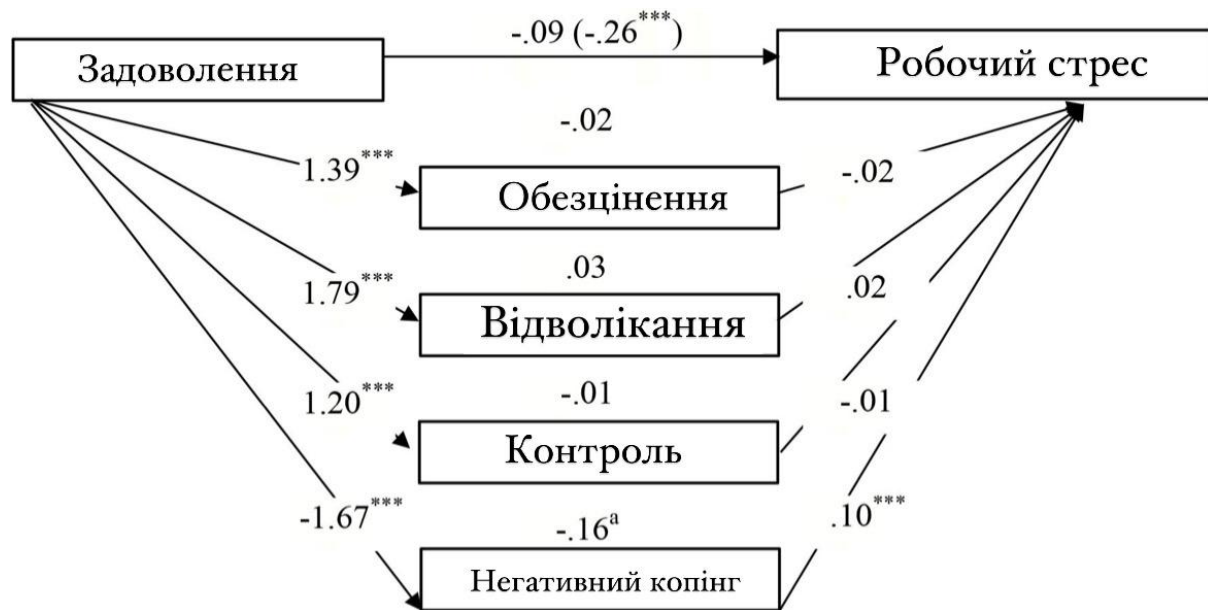 -.09 (-.26***)
Задоволення
Робочий стрес
-.02
1.39***
Обезцінення
-.02
.03
1.79***
Відволікання
.02
-.01
1.20***
Контроль
-.01
-1.67***
-.16ª
.10***
Негативний копінг